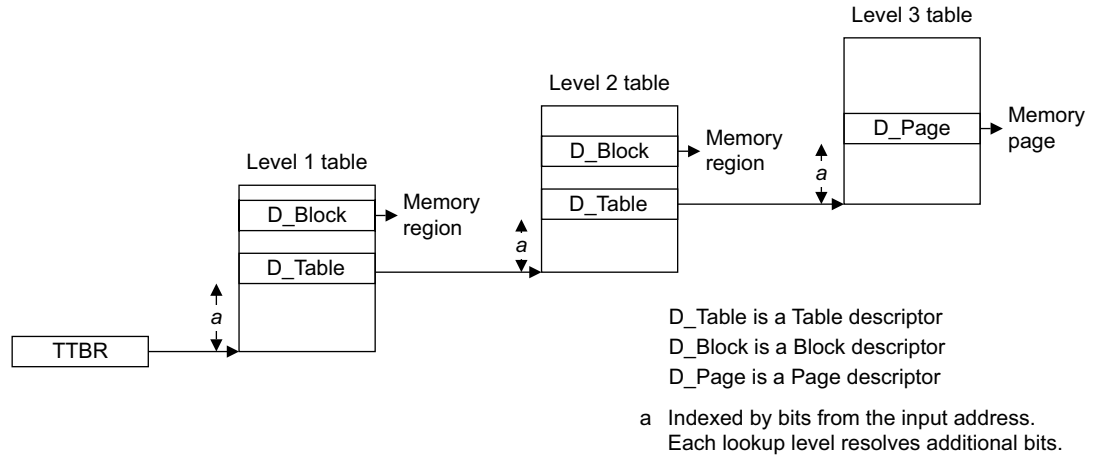 Level 3 table
Level 2 table
D_Page
Memory
page
D_Block
Memory
region
Level 1 table
a
D_Block
Memory
region
D_Table
a
D_Table
a
TTBR
D_Table is a Table descriptor
D_Block is a Block descriptor
D_Page is a Page descriptor
a Indexed by bits from the input address.
Each lookup level resolves additional bits.